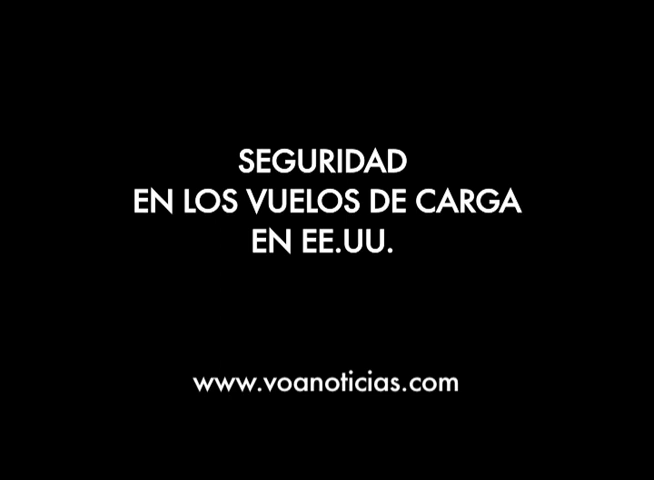 SEGURIDAD
EN LOS VUELOS DE CARGA
EN EE.UU.
www.voanoticias.com